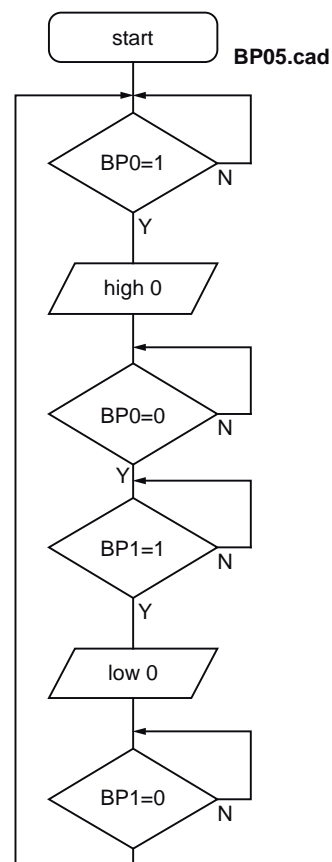 start
BP05.cad
BP0=1
N
Y
high 0
BP0=0
N
Y
BP1=1
N
Y
low 0
BP1=0
N